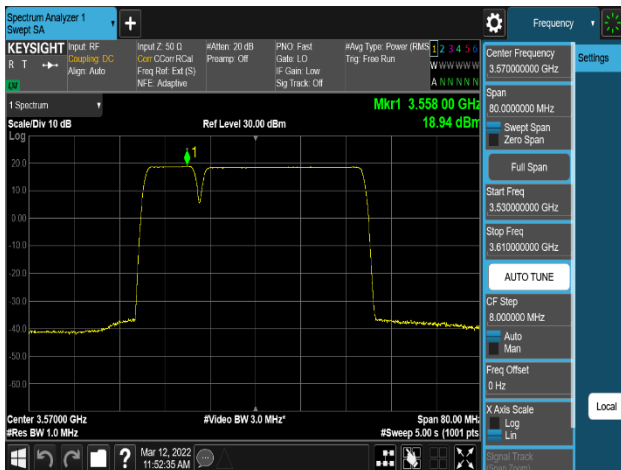 Spectrum Analyzer 1
Swept SA
+
Frequency
KEYSIGHT
R T
Input: RF
Coupling: DC
Align: Auto
Input Z: 50 Ω
Corr CCorr RCal
Freq Ref: Ext (S)
NFE: Adaptive
#Atten: 20 dB
Preamp: Off
PNO: Fast
Gate: LO
IF Gain: Low
Sig Track: Off
#Avg Type: Power (RMS
Trig: Free Run
1 2 3 4 5 6
W W W W W W
A N N N N N
1 Spectrum
Scale/Div 10 dB
Log
Ref Level 30.00 dBm
Mkr1 3.558 00 GHz
18.94 dBm
1
20.0
10.0
0.00
-10.0
-20.0
-30.0
-40.0
-50.0
-60.0
Center 3.57000 GHz
#Res BW 1.0 MHz
#Video BW 3.0 MHz*
Span 80.00 MHz
#Sweep 5.00 s (1001 pts
Center Frequency
3.570000000 GHz
Span
80.0000000 MHz
Swept Span
Zero Span
Full Span
Start Freq
3.530000000 GHz
Stop Freq
3.610000000 GHz
AUTO TUNE
CF Step
8.000000 MHz
Auto
Man
Freq Offset
0 Hz
X Axis Scale
Log
Lin
Signal Track
(Span Zoom)
Settings
Local
?
Mar 12, 2022
11:52:35 AM